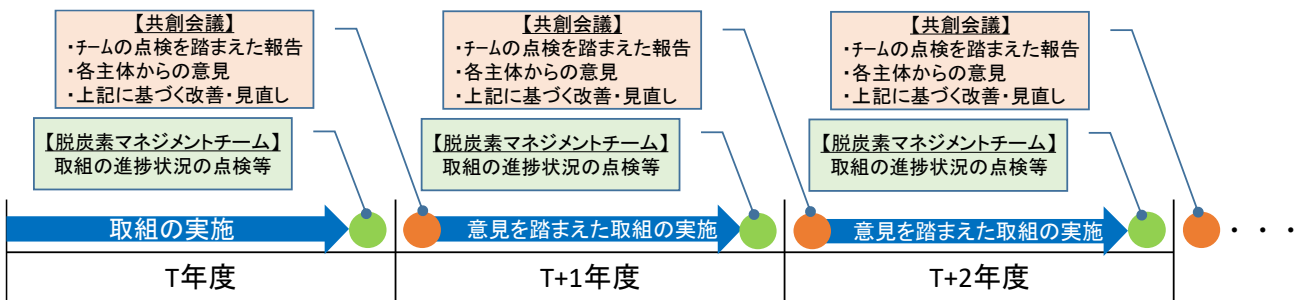 【共創会議】
・チームの点検を踏まえた報告
・各主体からの意見
・上記に基づく改善・見直し
【共創会議】
・チームの点検を踏まえた報告
・各主体からの意見
・上記に基づく改善・見直し
【共創会議】
・チームの点検を踏まえた報告
・各主体からの意見
・上記に基づく改善・見直し
【脱炭素マネジメントチーム】
取組の進捗状況の点検等
【脱炭素マネジメントチーム】
取組の進捗状況の点検等
【脱炭素マネジメントチーム】
取組の進捗状況の点検等
取組の実施
意見を踏まえた取組の実施
意見を踏まえた取組の実施
・・・
T年度
T+1年度
T+2年度